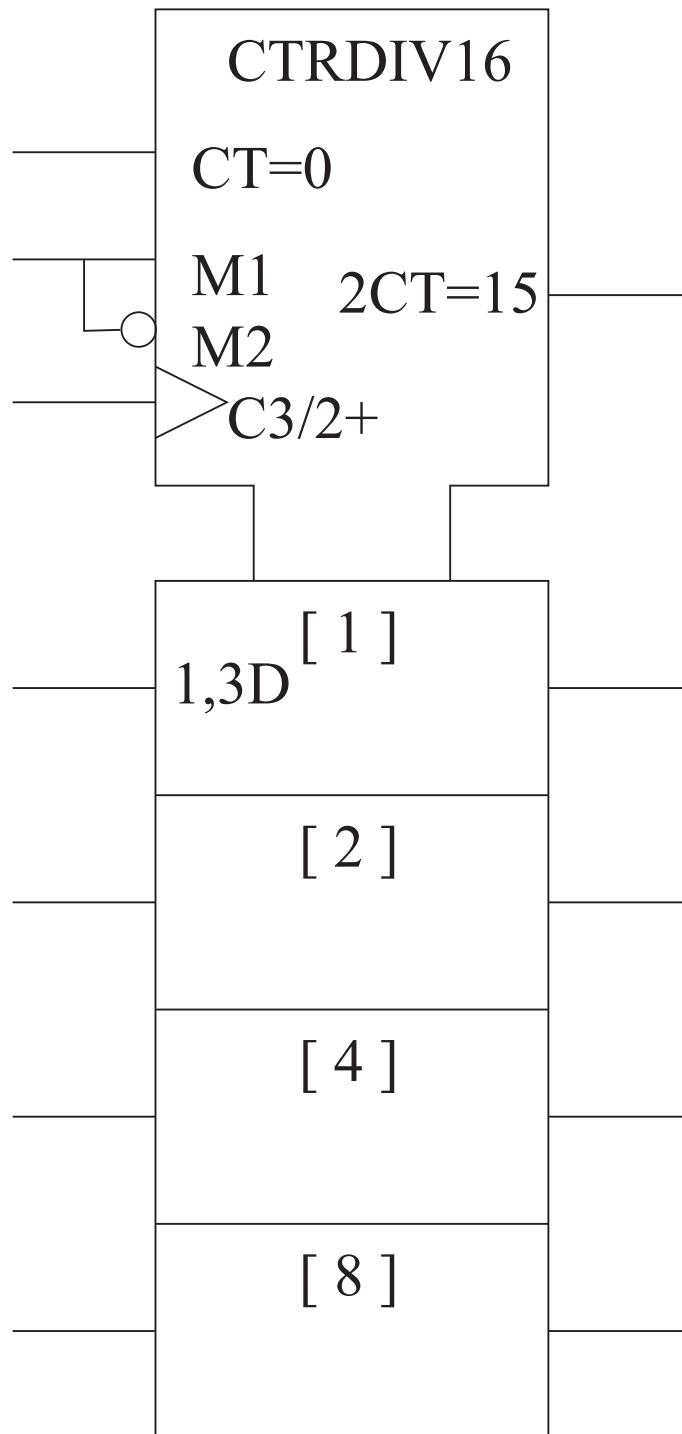 CTRDIV16
CT=0
M1
2CT=15
M2
C3/2+
[ 1 ]
1,3D
[ 2 ]
[ 4 ]
[ 8 ]